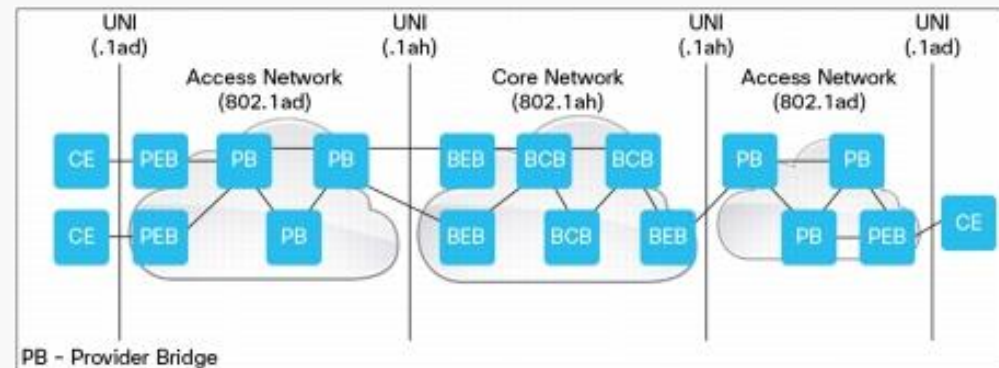 UNI UNI UNI UNI
(.1ad) (.1ah) (.1ah) (.1ad)
Access Network Core Network Access Network
(802.1ad) (802.1ah) (802.1ad)
CE PEB PB PB BEB BCB BCB PB PB
CE PEB PB BEB BCB BEB PB PEB CE
PB - Provider Bridge